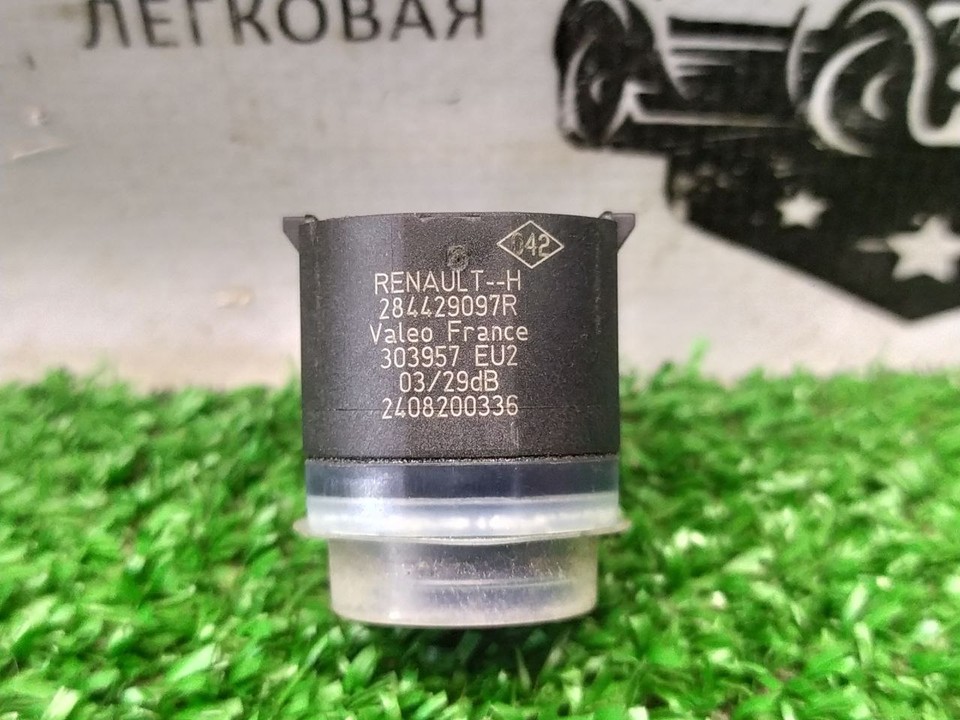 ЛЕГКОВАЯ
042
RENAULT--H
284429097R
Valeo France
303957 EU2
03/29dB
2408200336